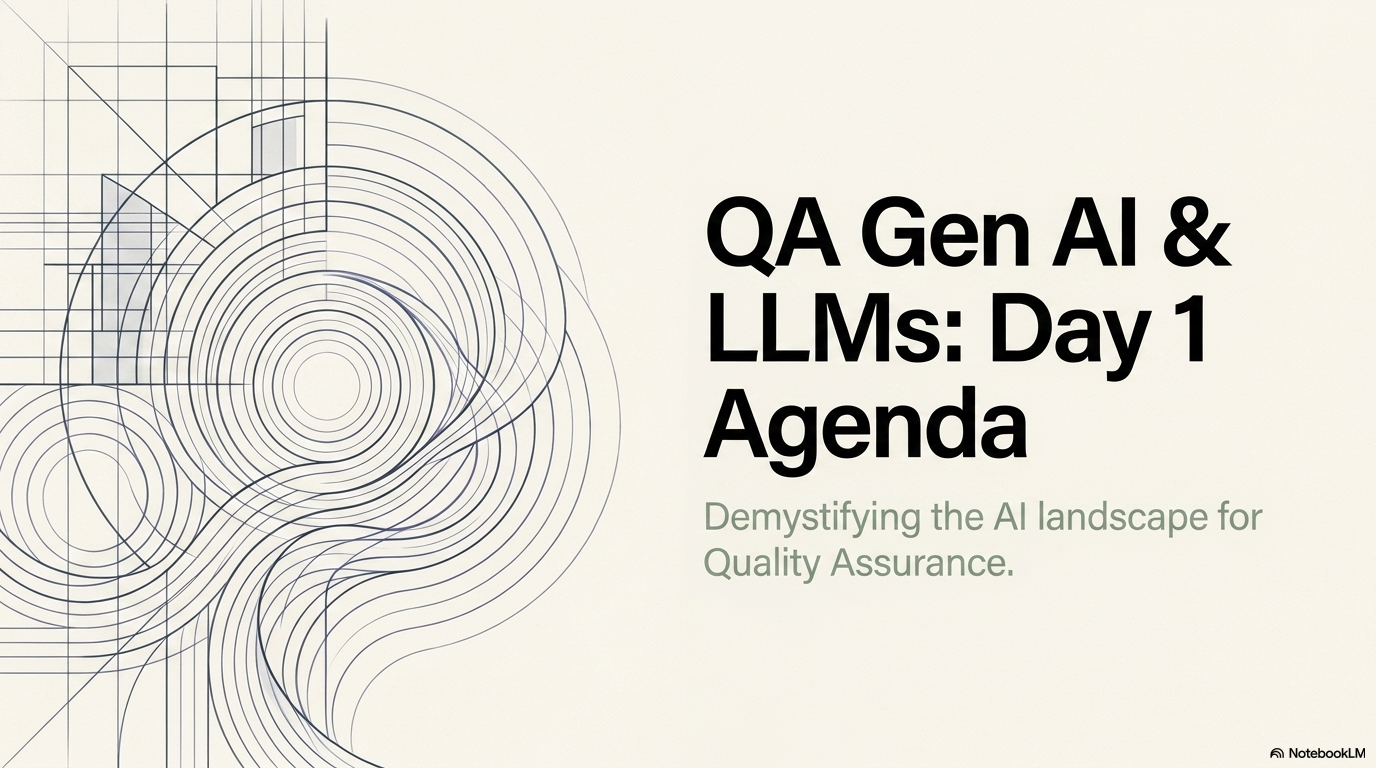 QA Gen AI &
LLMs: Day 1
Agenda
Demystifying the AI landscape for
Quality Assurance.
NotebookLM